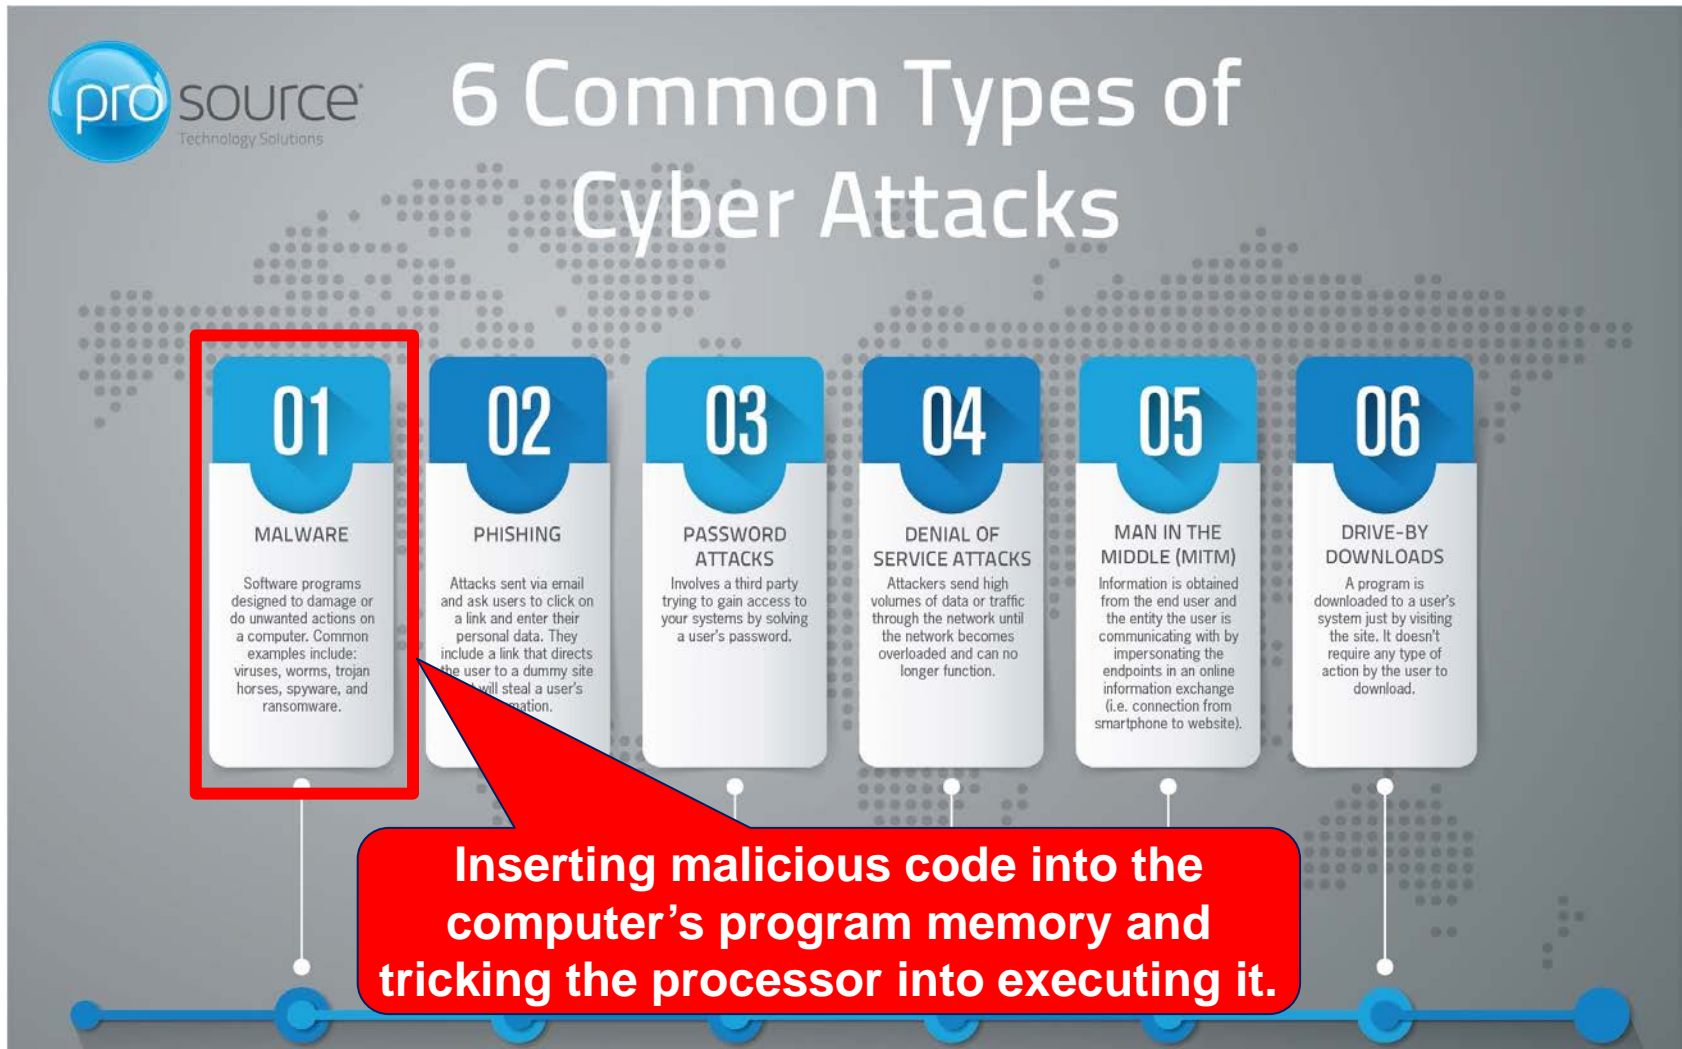 pro source
Technology Solutions
6 Common Types of
Cyber Attacks
01
MALWARE
Software programs
designed to damage or
do unwanted actions on
a computer. Common
examples include:
viruses, worms, trojan
horses, spyware, and
ransomware.
02
PHISHING
Attacks sent via email
and ask users to click on
a link and enter their
personal data. They
include a link that directs
the user to a dummy site
will steal a user's
03
PASSWORD
ATTACKS
Involves a third party
trying to gain access to
your systems by solving
a user's password.
04
DENIAL OF
SERVICE ATTACKS
Attackers send high
volumes of data or traffic
through the network until
the network becomes
overloaded and can no
longer function.
05
MAN IN THE
MIDDLE (MITM)
Information is obtained
from the end user and
the entity the user is
communicating with by
impersonating the
endpoints in an online
information exchange
(i.e. connection from
smartphone to website).
06
DRIVE-BY
DOWNLOADS
A program is
downloaded to a user's
system just by visiting
the site. It doesn't
require any type of
action by the user to
download.
Inserting malicious code into the
computer’s program memory and
tricking the processor into executing it.